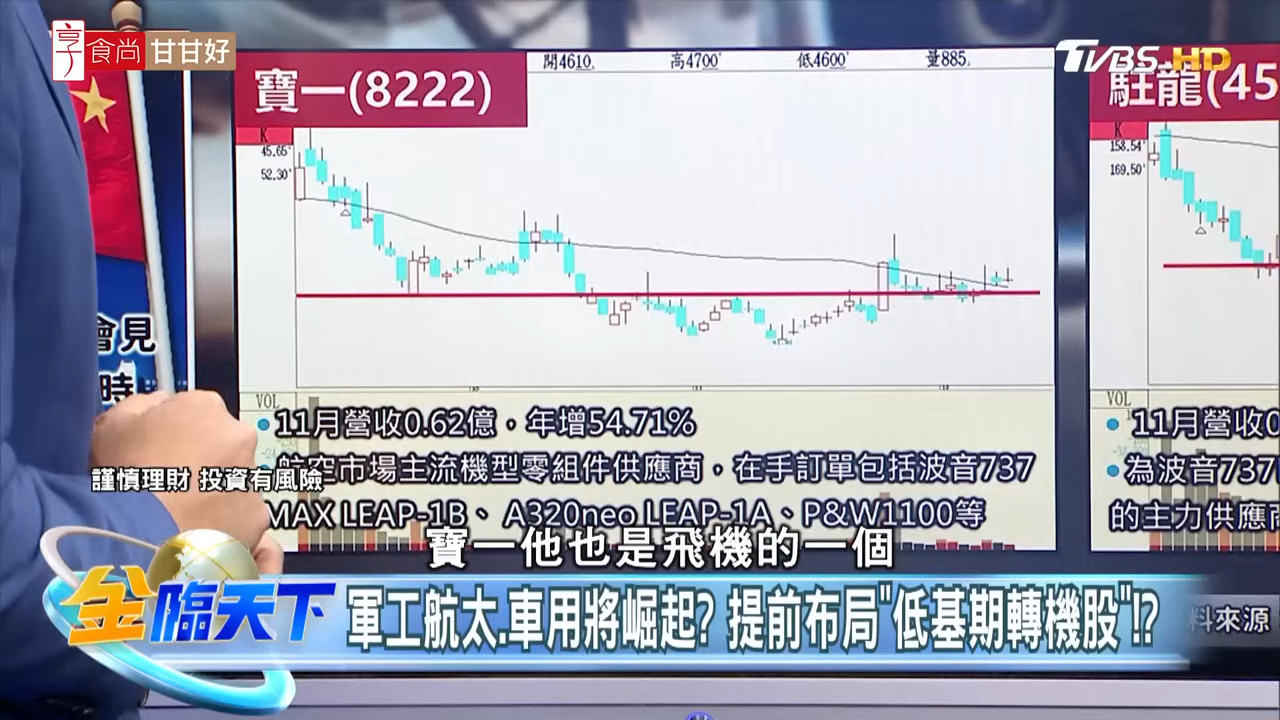 享食尚 甘甘好
TVBS HD
開4610. 高4700' 低4600' 量885.
寶一(8222)
駐龍(45
K
45.65'
52.30'
K
158.54'
169.50'
會見
時
VOL
VOL
11月營收0.62億，年增54.71%
11月營收0
航空市場主流機型零組件供應商，在手訂單包括波音737
為波音737
MAX LEAP-1B、A320neo LEAP-1A、P&W1100等
的主力供應商
謹慎理財 投資有風險
寶一他也是飛機的一個
金臨天下
軍工航太.車用將崛起? 提前布局"低基期轉機股"!?
料來源